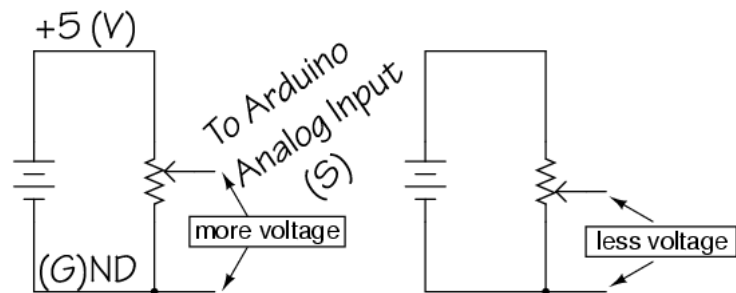 +5 (V)
To Arduino
Analog Input
(S)
more voltage
(G)ND
less voltage